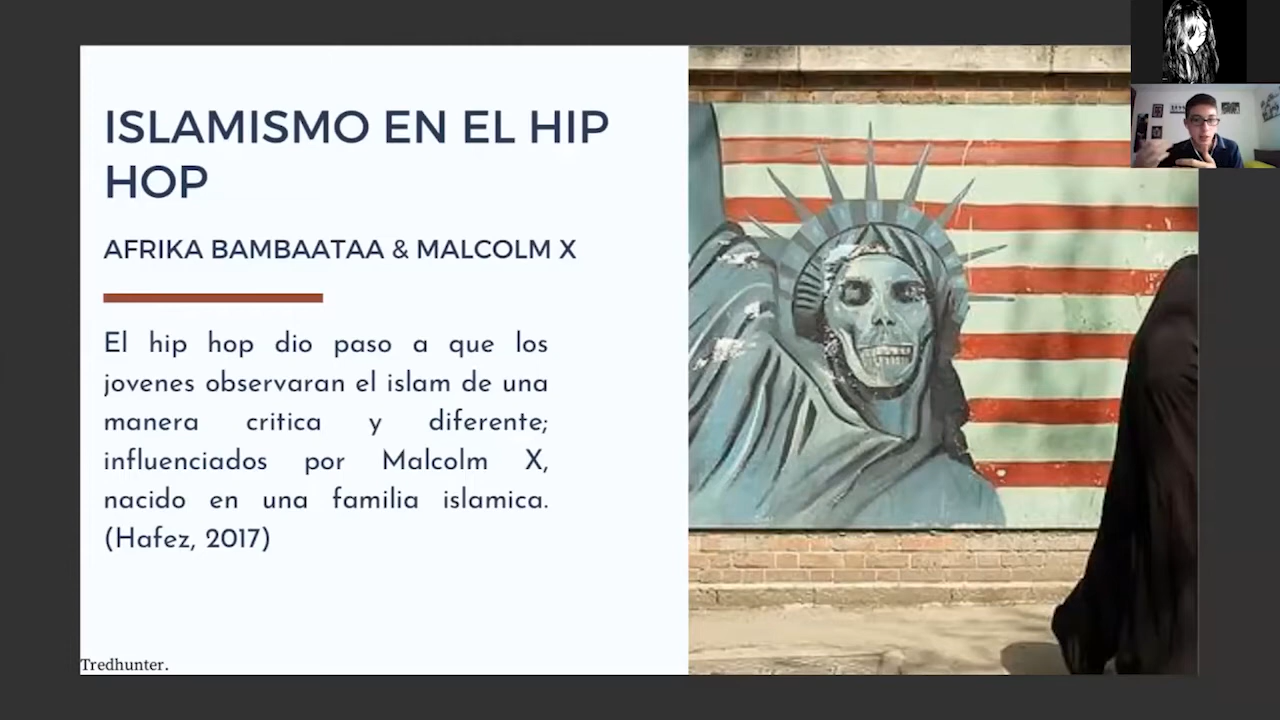 ISLAMISMO EN EL HIP
HOP
AFRIKA BAMBAATAA & MALCOLM X
El hip hop dio paso a que los
jovenes observaran el islam de una
manera critica y diferente;
influenciados por Malcolm X,
nacido en una familia islamica.
(Hafez, 2017)
Tredhunter.